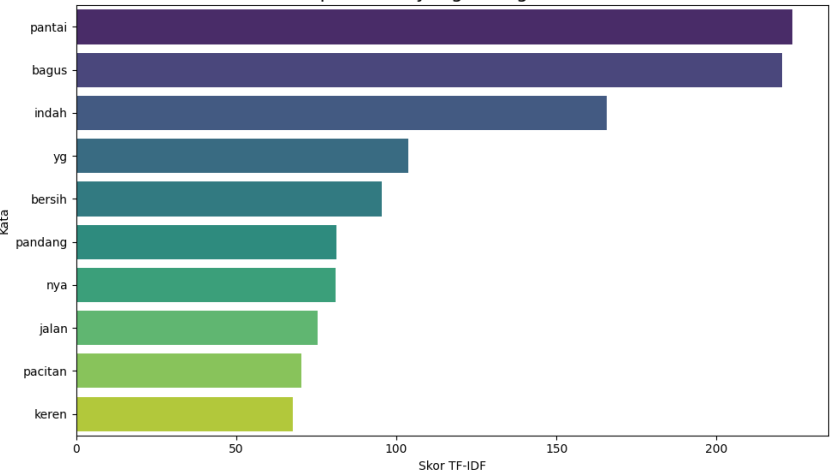 pantai
bagus
indah
yg
bersih
pandang
nya
jalan
pacitan
keren
Kata
0 50 100 150 200
Skor TF-IDF